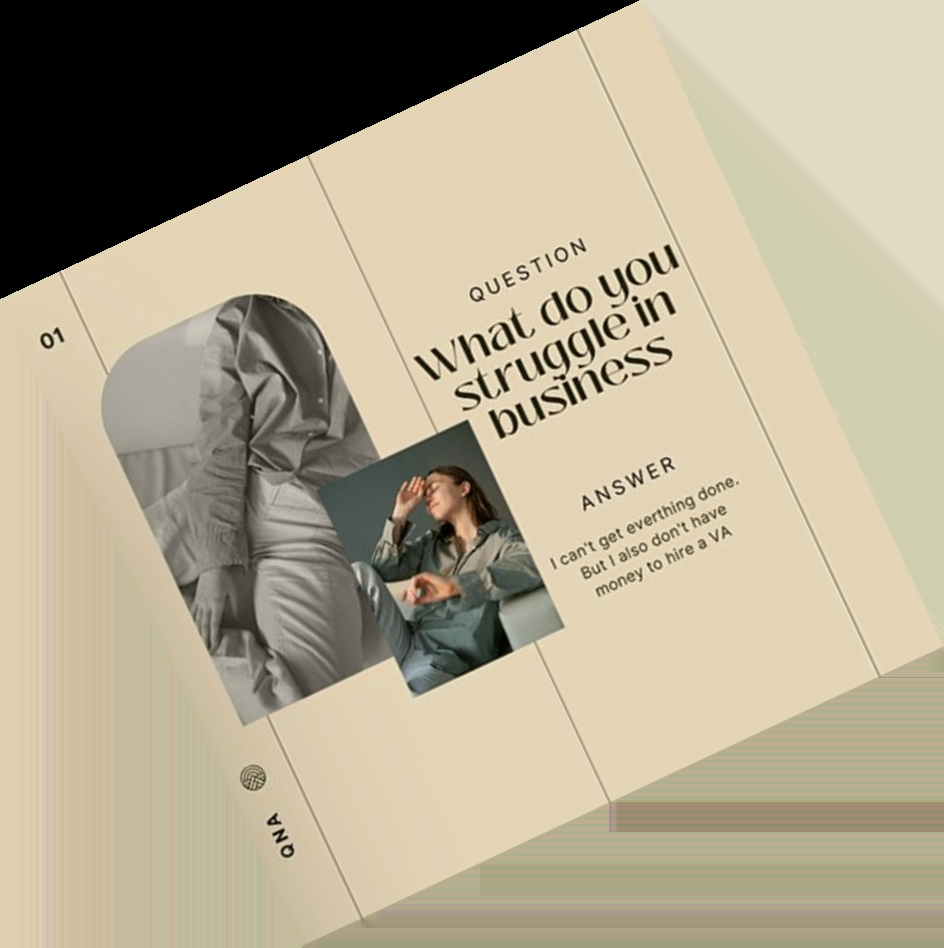 01
QUESTION
What do you
struggle in
business
ANSWER
I can't get everthing done.
But I also don't have
money to hire a VA
QNA